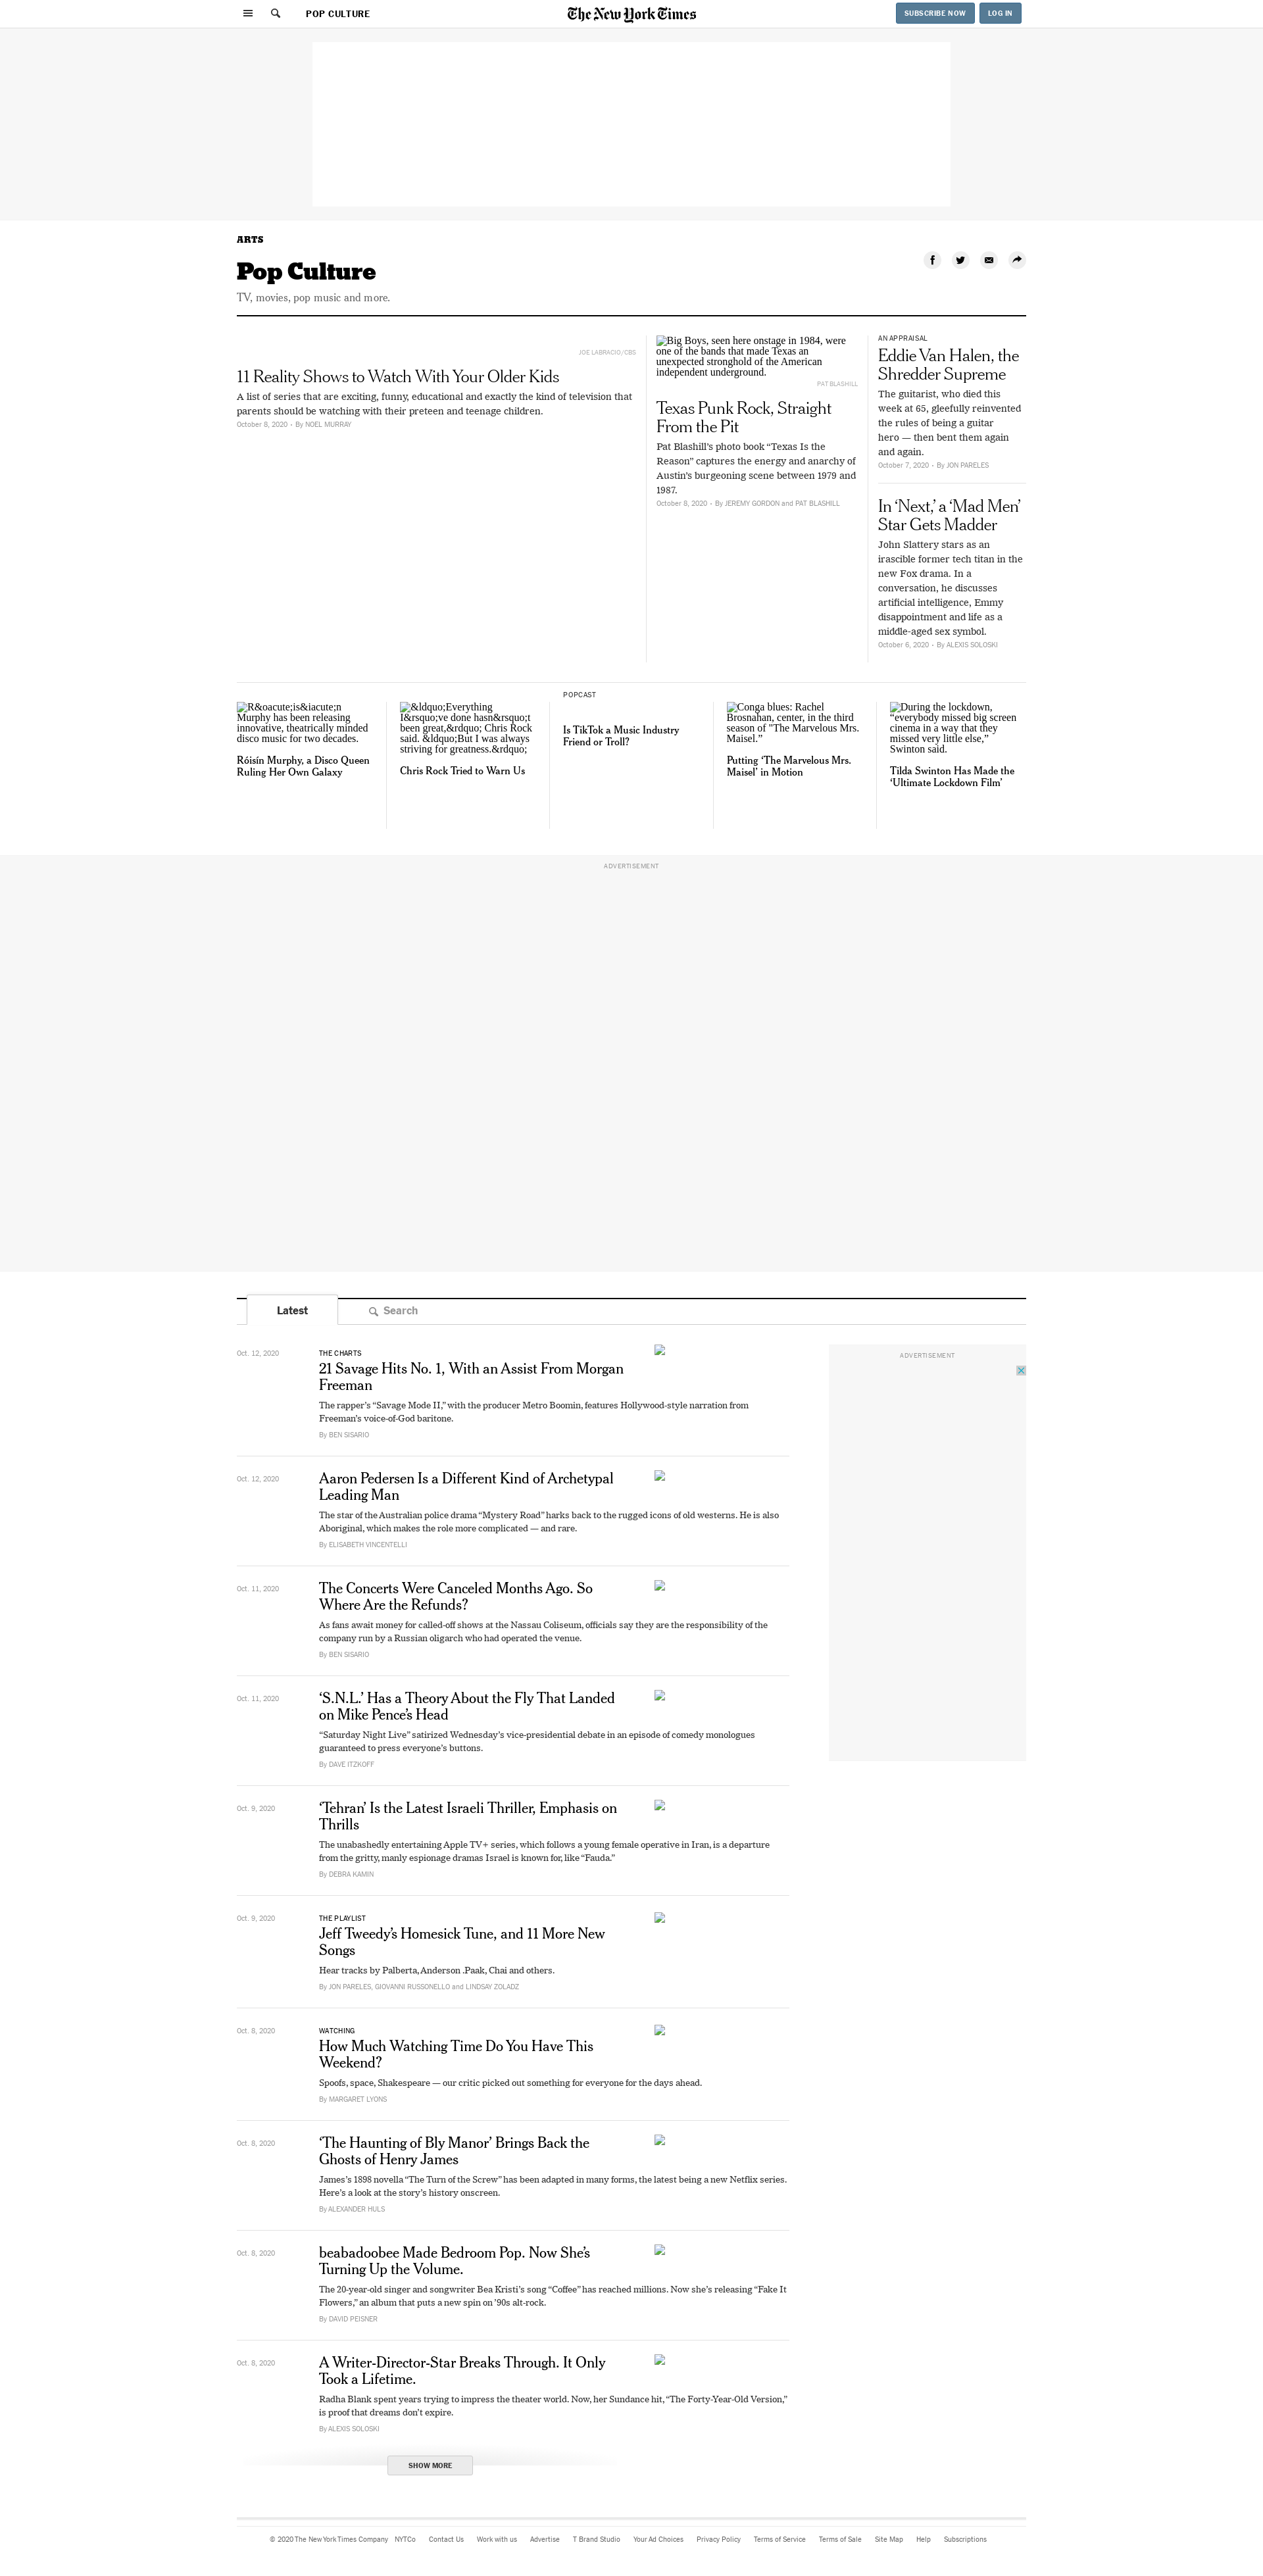 POP CULTURE
The New York Times
SUBSCRIBE NOW
LOG IN
ARTS
Pop Culture
TV, movies, pop music and more.
JOE LABRACIO/CBS
11 Reality Shows to Watch With Your Older Kids
A list of series that are exciting, funny, educational and exactly the kind of television that
parents should be watching with their preteen and teenage children.
October 8, 2020 • By NOEL MURRAY
Big Boys, seen here onstage in 1984, were
one of the bands that made Texas an
unexpected stronghold of the American
independent underground.
PAT BLASHILL
Texas Punk Rock, Straight
From the Pit
Pat Blashill’s photo book “Texas Is the
Reason” captures the energy and anarchy of
Austin’s burgeoning scene between 1979 and
1987.
October 8, 2020 • By JEREMY GORDON and PAT BLASHILL
AN APPRAISAL
Eddie Van Halen, the
Shredder Supreme
The guitarist, who died this
week at 65, gleefully reinvented
the rules of being a guitar
hero — then bent them again
and again.
October 7, 2020 • By JON PARELES
In ‘Next,’ a ‘Mad Men’
Star Gets Madder
John Slattery stars as an
irascible former tech titan in the
new Fox drama. In a
conversation, he discusses
artificial intelligence, Emmy
disappointment and life as a
middle-aged sex symbol.
October 6, 2020 • By ALEXIS SOLOSKI
R&oacute;is&iacute;n
Murphy has been releasing
innovative, theatrically minded
disco music for two decades.
Róisín Murphy, a Disco Queen
Ruling Her Own Galaxy
&ldquo;Everything
I&rsquo;ve done hasn&rsquo;t
been great,&rdquo; Chris Rock
said. &ldquo;But I was always
striving for greatness.&rdquo;
Chris Rock Tried to Warn Us
POPCAST
Is TikTok a Music Industry
Friend or Troll?
Conga blues: Rachel
Brosnahan, center, in the third
season of "The Marvelous Mrs.
Maisel.”
Putting ‘The Marvelous Mrs.
Maisel’ in Motion
During the lockdown,
“everybody missed big screen
cinema in a way that they
missed very little else,”
Swinton said.
Tilda Swinton Has Made the
‘Ultimate Lockdown Film’
ADVERTISEMENT
Latest
Search
ADVERTISEMENT
Oct. 12, 2020
THE CHARTS
21 Savage Hits No. 1, With an Assist From Morgan
Freeman
The rapper’s “Savage Mode II,” with the producer Metro Boomin, features Hollywood-style narration from
Freeman’s voice-of-God baritone.
By BEN SISARIO
Oct. 12, 2020
Aaron Pedersen Is a Different Kind of Archetypal
Leading Man
The star of the Australian police drama “Mystery Road” harks back to the rugged icons of old westerns. He is also
Aboriginal, which makes the role more complicated — and rare.
By ELISABETH VINCENTELLI
Oct. 11, 2020
The Concerts Were Canceled Months Ago. So
Where Are the Refunds?
As fans await money for called-off shows at the Nassau Coliseum, officials say they are the responsibility of the
company run by a Russian oligarch who had operated the venue.
By BEN SISARIO
Oct. 11, 2020
‘S.N.L.’ Has a Theory About the Fly That Landed
on Mike Pence’s Head
“Saturday Night Live” satirized Wednesday’s vice-presidential debate in an episode of comedy monologues
guaranteed to press everyone’s buttons.
By DAVE ITZKOFF
Oct. 9, 2020
‘Tehran’ Is the Latest Israeli Thriller, Emphasis on
Thrills
The unabashedly entertaining Apple TV+ series, which follows a young female operative in Iran, is a departure
from the gritty, manly espionage dramas Israel is known for, like “Fauda.”
By DEBRA KAMIN
Oct. 9, 2020
THE PLAYLIST
Jeff Tweedy’s Homesick Tune, and 11 More New
Songs
Hear tracks by Palberta, Anderson .Paak, Chai and others.
By JON PARELES, GIOVANNI RUSSONELLO and LINDSAY ZOLADZ
Oct. 8, 2020
WATCHING
How Much Watching Time Do You Have This
Weekend?
Spoofs, space, Shakespeare — our critic picked out something for everyone for the days ahead.
By MARGARET LYONS
Oct. 8, 2020
‘The Haunting of Bly Manor’ Brings Back the
Ghosts of Henry James
James’s 1898 novella “The Turn of the Screw” has been adapted in many forms, the latest being a new Netflix series.
Here’s a look at the story’s history onscreen.
By ALEXANDER HULS
Oct. 8, 2020
beabadoobee Made Bedroom Pop. Now She’s
Turning Up the Volume.
The 20-year-old singer and songwriter Bea Kristi’s song “Coffee” has reached millions. Now she’s releasing “Fake It
Flowers,” an album that puts a new spin on ’90s alt-rock.
By DAVID PEISNER
Oct. 8, 2020
A Writer-Director-Star Breaks Through. It Only
Took a Lifetime.
Radha Blank spent years trying to impress the theater world. Now, her Sundance hit, “The Forty-Year-Old Version,”
is proof that dreams don’t expire.
By ALEXIS SOLOSKI
SHOW MORE
© 2020 The New York Times Company NYTCo Contact Us Work with us Advertise T Brand Studio Your Ad Choices Privacy Policy Terms of Service Terms of Sale Site Map Help Subscriptions